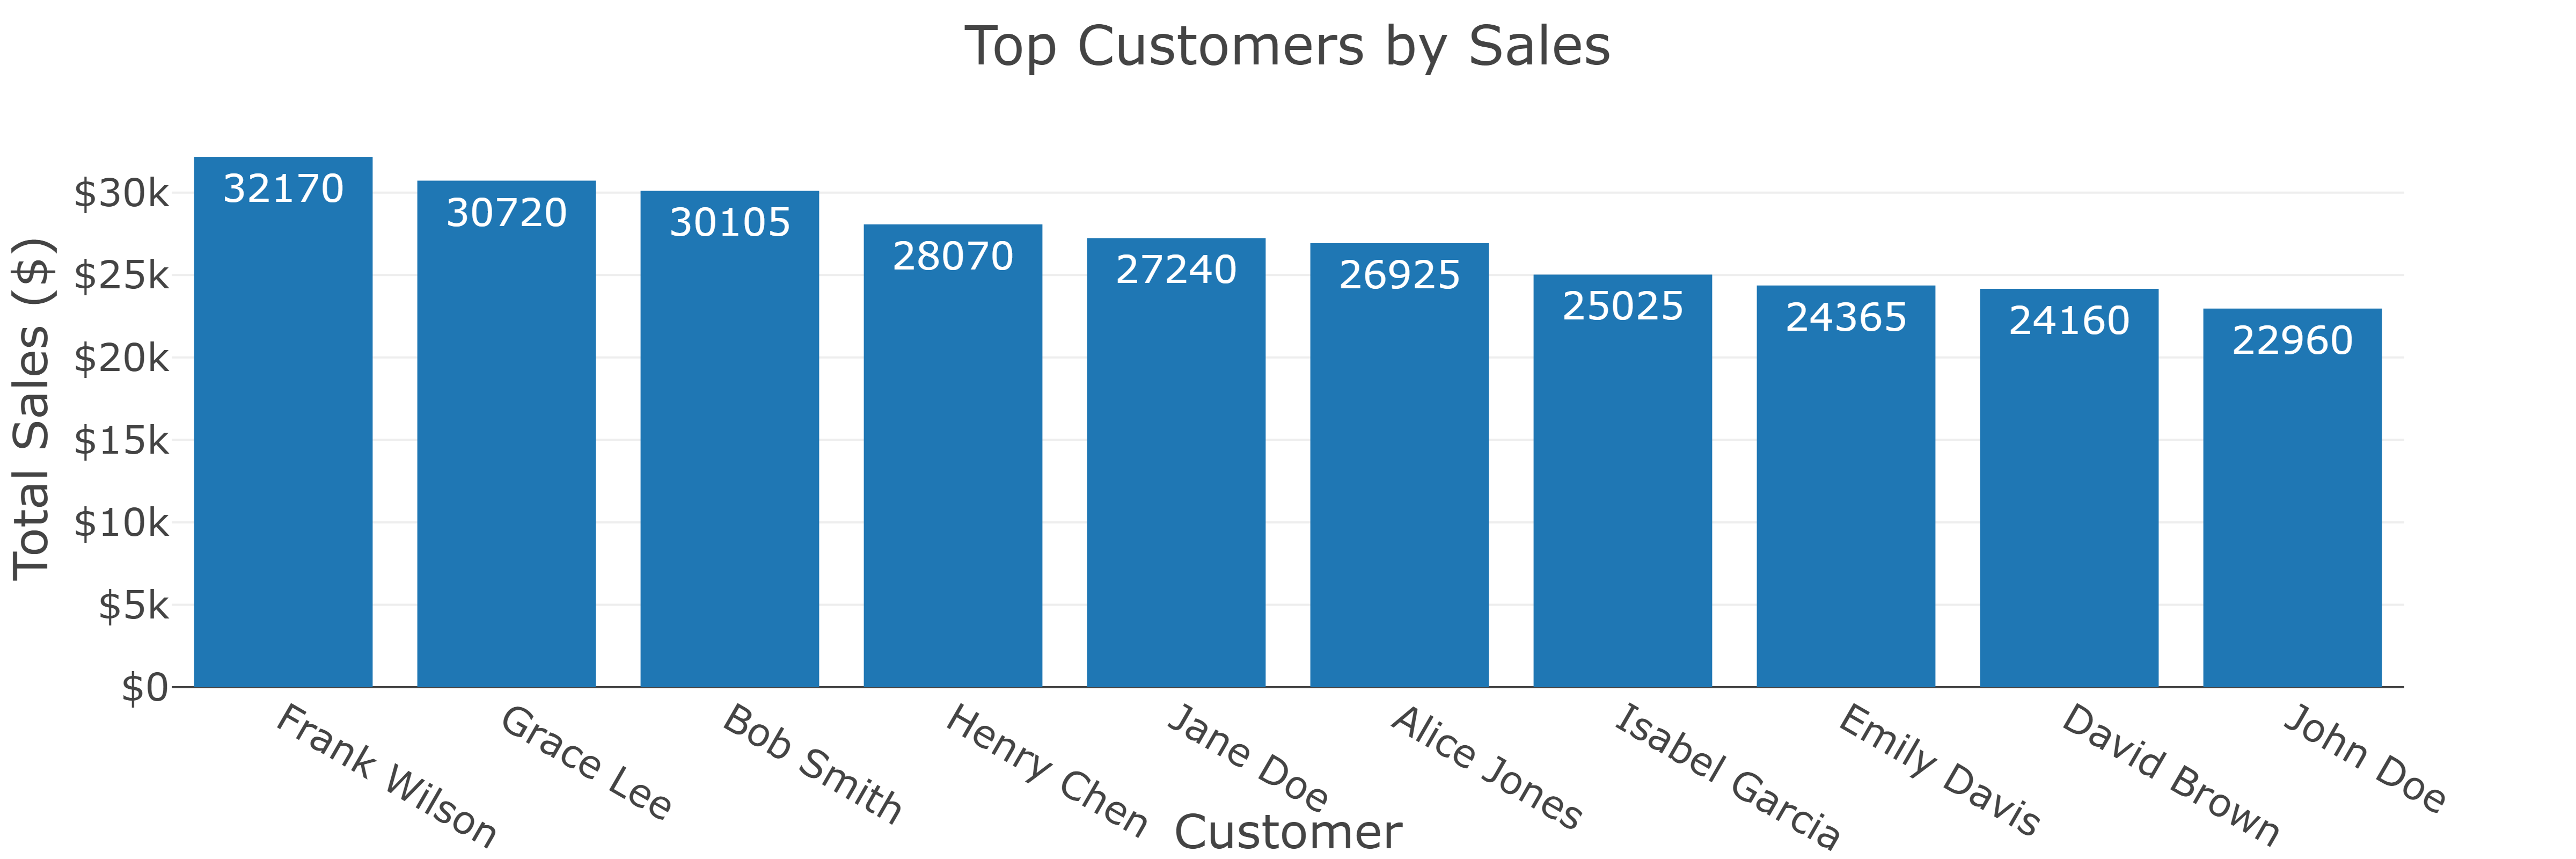 Top Customers by Sales
Total Sales ($)
$30k
$25k
$20k
$15k
$10k
$5k
$0
32170
30720
30105
28070
27240
26925
25025
24365
24160
22960
Frank Wilson
Grace Lee
Bob Smith
Henry Chen
Jane Doe
Alice Jones
Isabel Garcia
Emily Davis
David Brown
John Doe
Customer